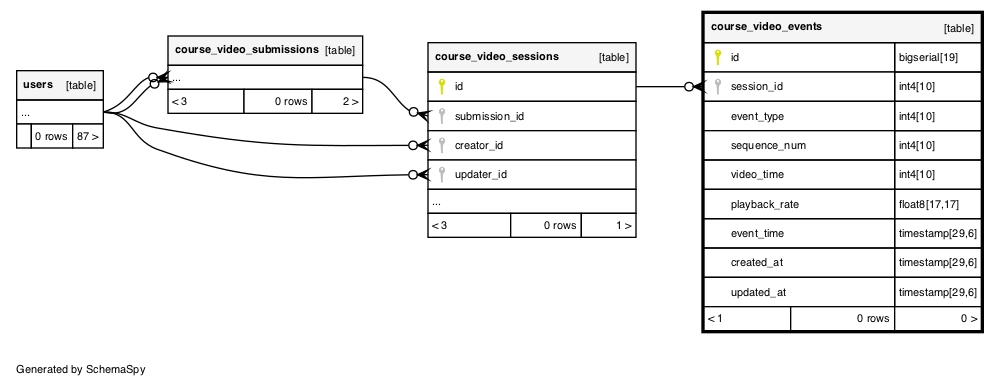 users [table]
...
0 rows 87 >
course_video_submissions [table]
...
< 3 0 rows 2 >
course_video_sessions [table]
id
submission_id
creator_id
updater_id
...
< 3 0 rows 1 >
course_video_events [table]
id bigserial[19]
session_id int4[10]
event_type int4[10]
sequence_num int4[10]
video_time int4[10]
playback_rate float8[17,17]
event_time timestamp[29,6]
created_at timestamp[29,6]
updated_at timestamp[29,6]
< 1 0 rows 0 >
Generated by SchemaSpy